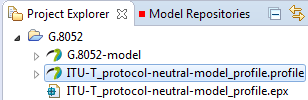 Project Explorer Model Repositories
G.8052
G.8052-model
ITU-T_protocol-neutral-model_profile.profile
ITU-T_protocol-neutral-model_profile.epx